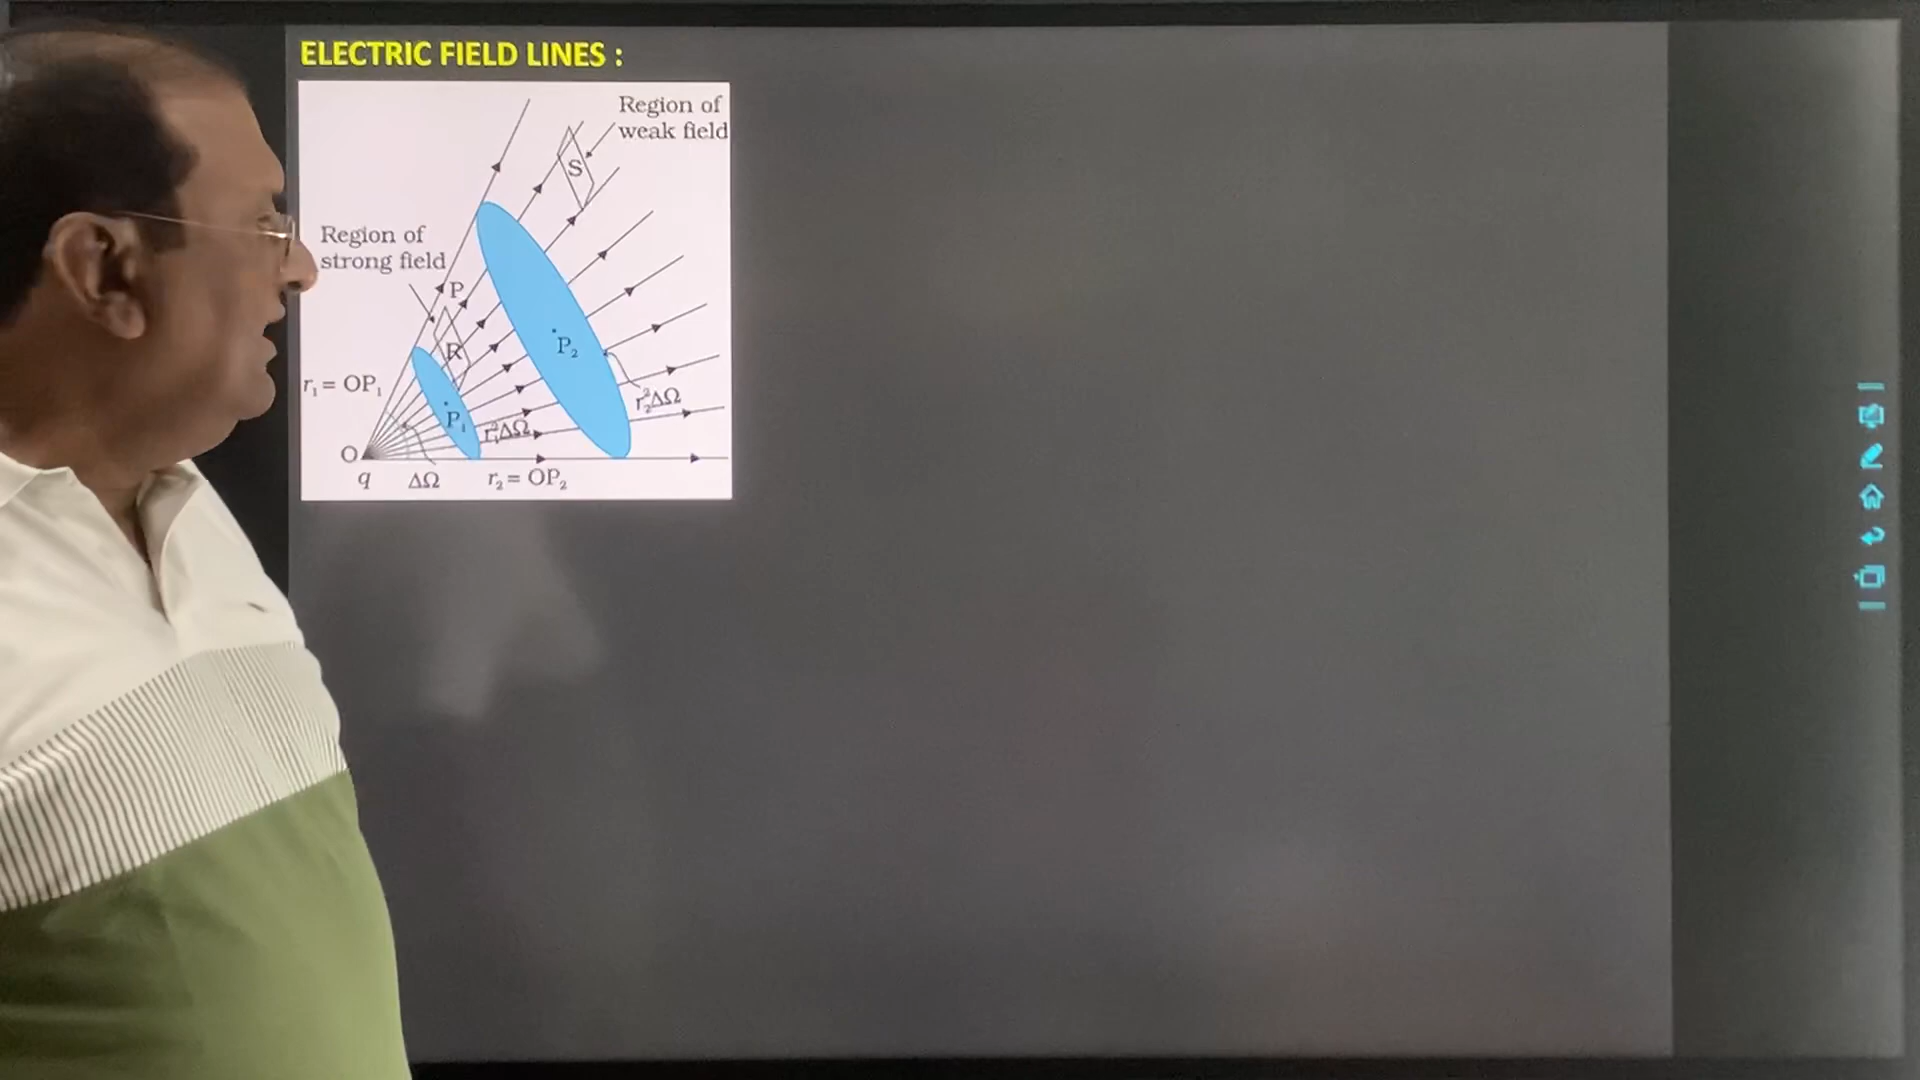 ELECTRIC FIELD LINES :
Region of
weak field
S
Region of
strong field
P
R
P₂
r₁ = OP₁
r₂²ΔΩ
P₁
r₁²ΔΩ
O
q
ΔΩ
r₂ = OP₂